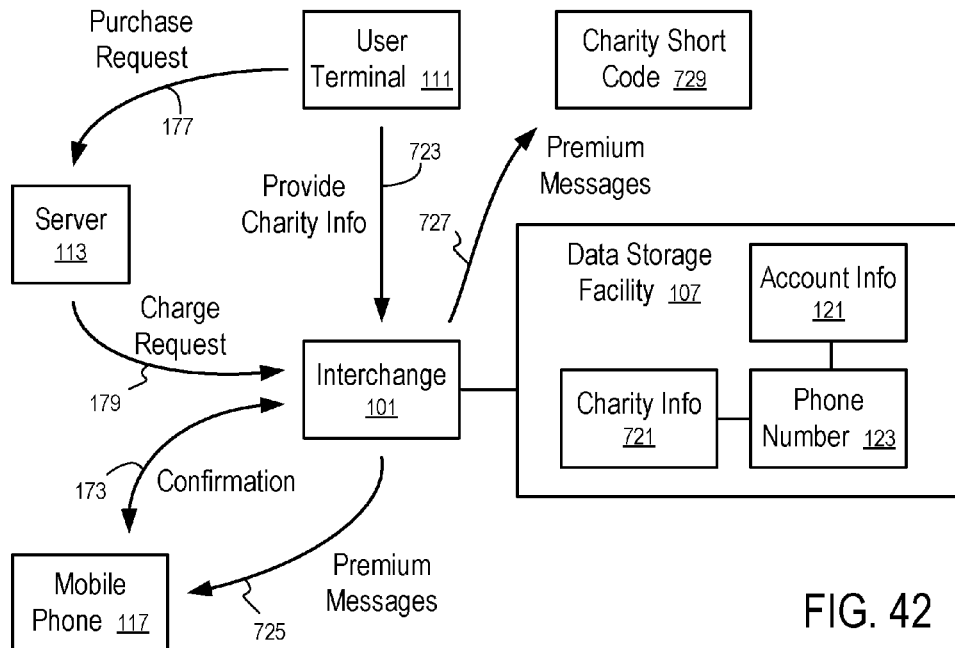 Purchase
Request
177
User
Terminal 111
Charity Short
Code 729
723
Provide
Charity Info
Premium
Messages
727
Server
113
Data Storage
Facility 107
Account Info
121
Charge
Request
179
Interchange
101
Charity Info
721
Phone
Number 123
173
Confirmation
Mobile
Phone 117
725
Premium
Messages
FIG. 42